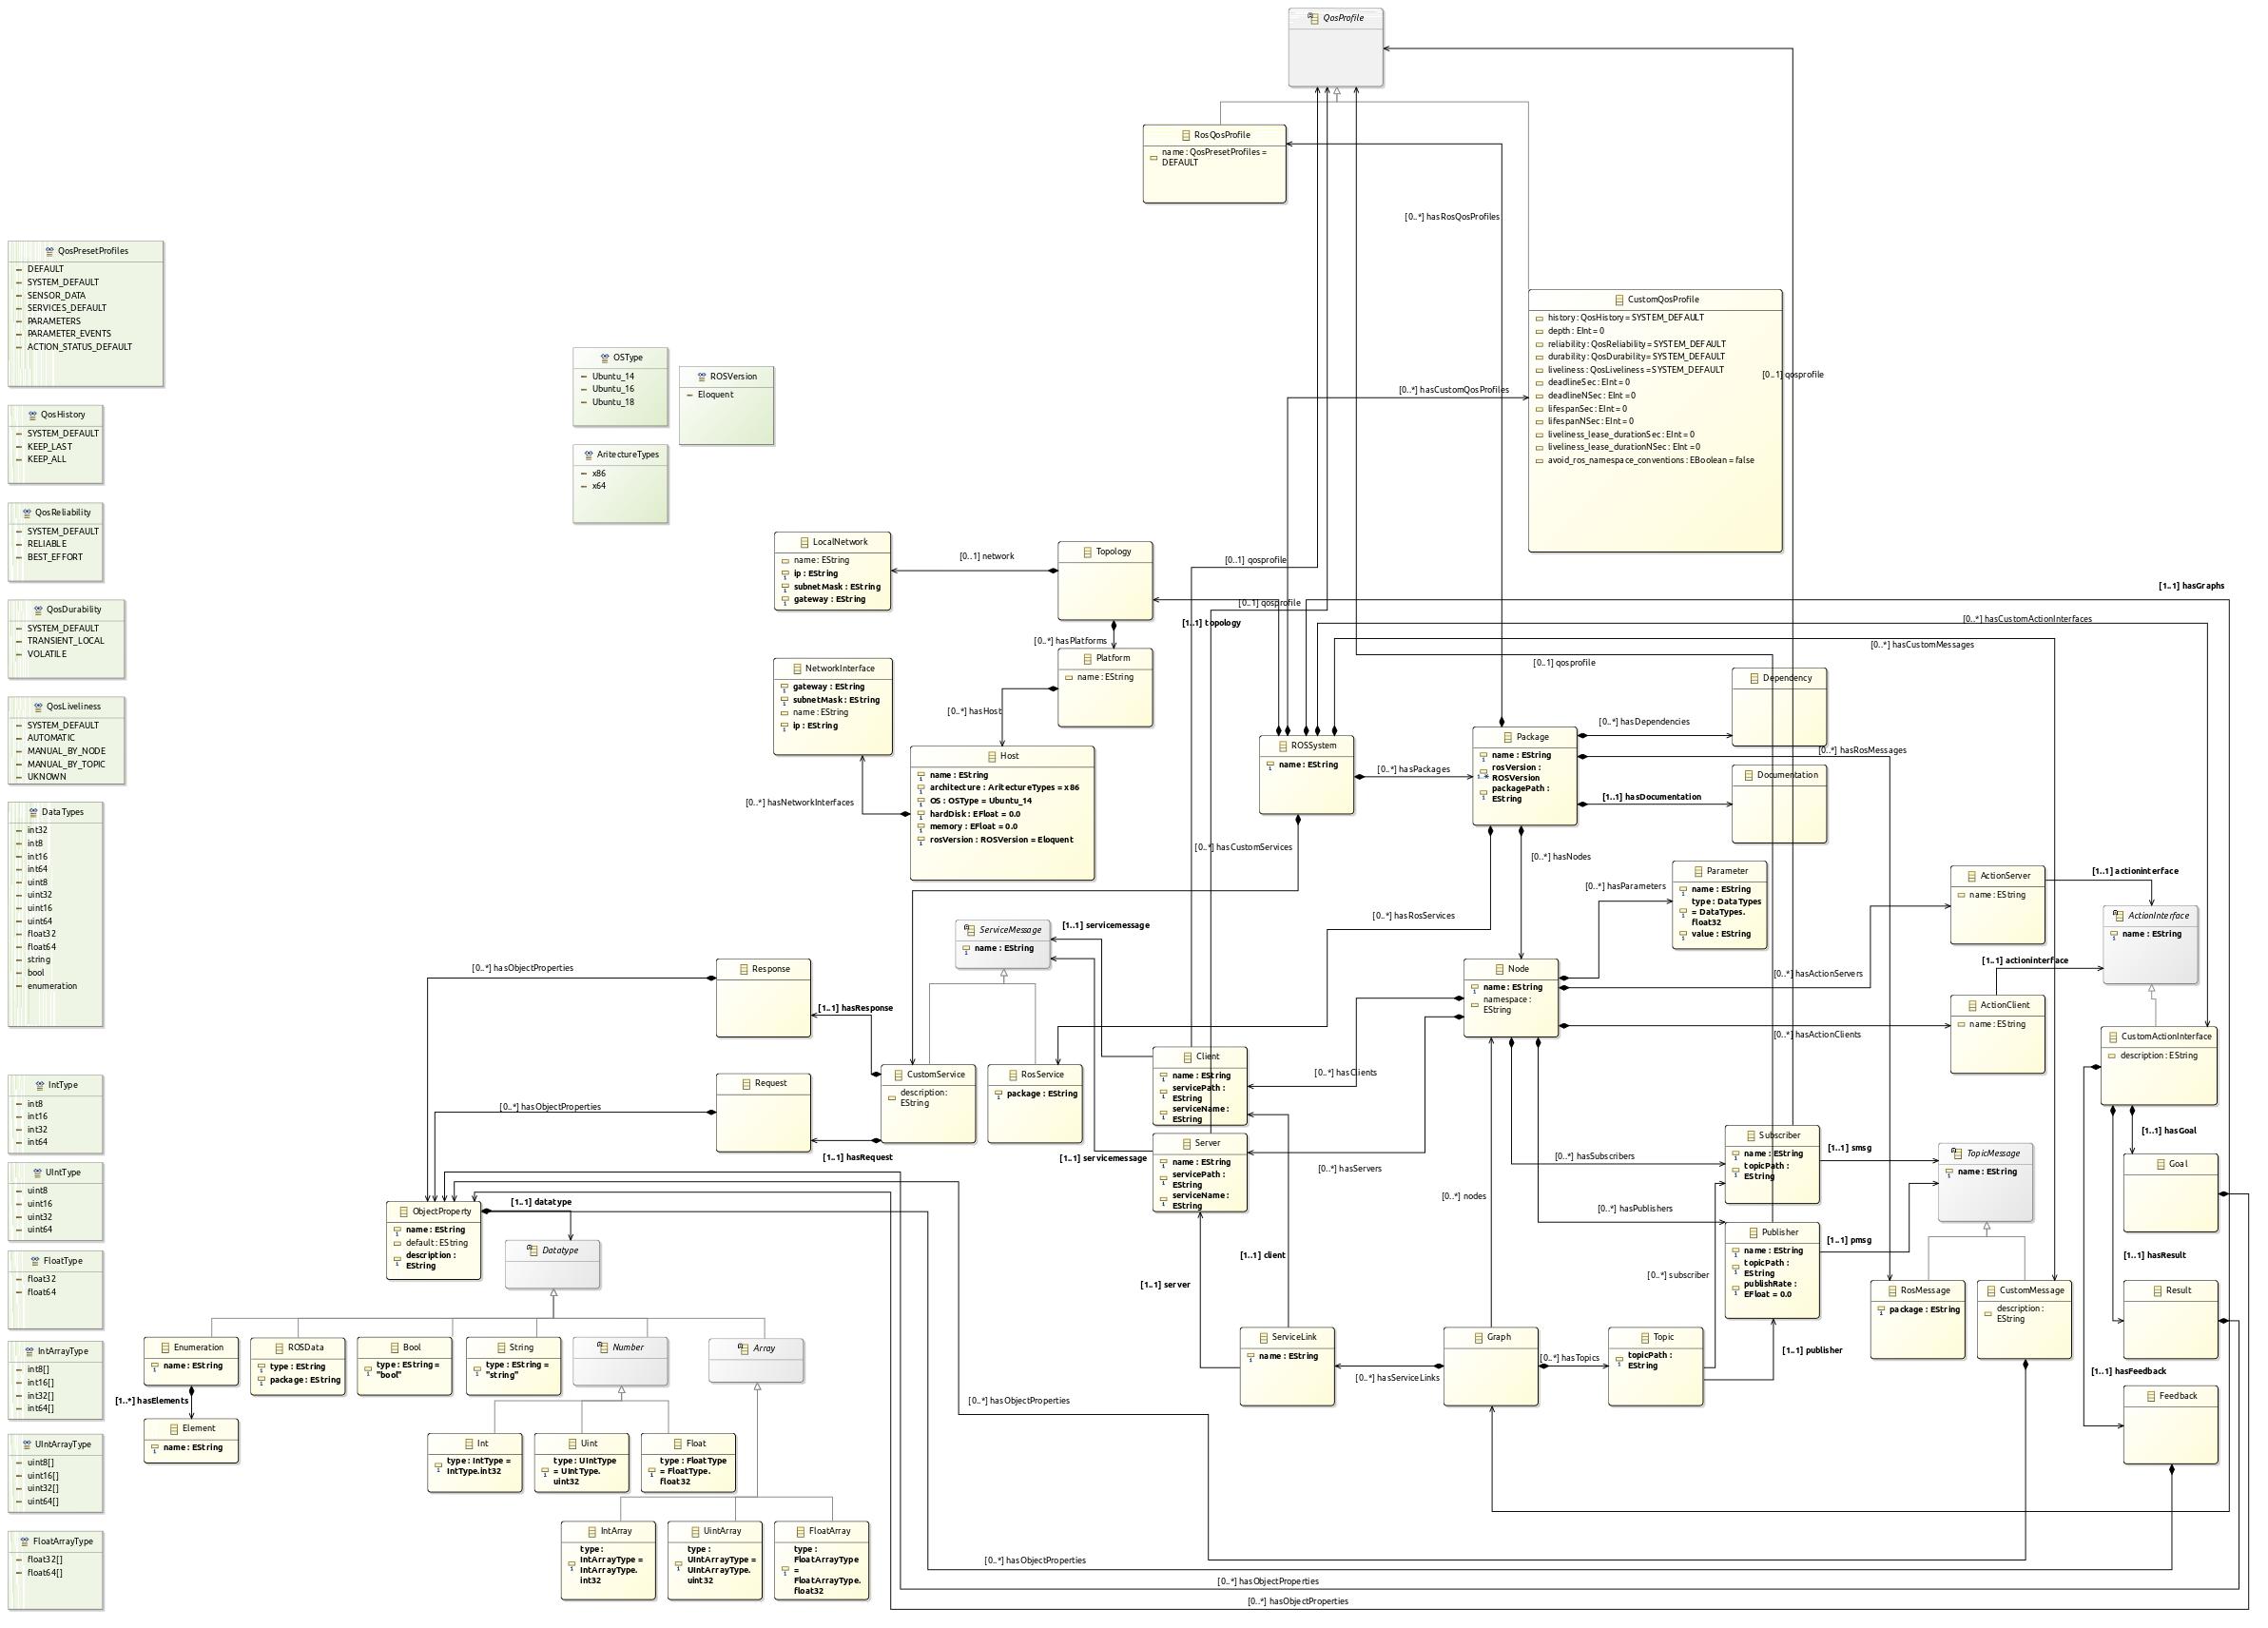 QosProfile
RosQosProfile
name : QosPresetProfiles =
DEFAULT
[0..*] hasRosQosProfiles
QosPresetProfiles
DEFAULT
SYSTEM_DEFAULT
SENSOR_DATA
SERVICES_DEFAULT
PARAMETERS
PARAMETER_EVENTS
ACTION_STATUS_DEFAULT
CustomQosProfile
history : QosHistory = SYSTEM_DEFAULT
depth : EInt = 0
reliability : QosReliability = SYSTEM_DEFAULT
durability : QosDurability = SYSTEM_DEFAULT
liveliness : QosLiveliness = SYSTEM_DEFAULT
deadlineSec : EInt = 0
deadlineNSec : EInt = 0
lifespanSec : EInt = 0
lifespanNSec : EInt = 0
liveliness_lease_durationSec : EInt = 0
liveliness_lease_durationNSec : EInt = 0
avoid_ros_namespace_conventions : EBoolean = false
[0..1] qosprofile
[0..*] hasCustomQosProfiles
OSType
Ubuntu_14
Ubuntu_16
Ubuntu_18
ROSVersion
Eloquent
AritectureTypes
x86
x64
QosHistory
SYSTEM_DEFAULT
KEEP_LAST
KEEP_ALL
QosReliability
SYSTEM_DEFAULT
RELIABLE
BEST_EFFORT
QosDurability
SYSTEM_DEFAULT
TRANSIENT_LOCAL
VOLATILE
QosLiveliness
SYSTEM_DEFAULT
AUTOMATIC
MANUAL_BY_NODE
MANUAL_BY_TOPIC
UKNOWN
DataTypes
int32
int8
int16
int64
uint8
uint32
uint16
uint64
float32
float64
string
bool
enumeration
IntType
int8
int16
int32
int64
UIntType
uint8
uint16
uint32
uint64
FloatType
float32
float64
IntArrayType
int8[]
int16[]
int32[]
int64[]
UIntArrayType
uint8[]
uint16[]
uint32[]
uint64[]
FloatArrayType
float32[]
float64[]
LocalNetwork
name : EString
ip : EString
subnetMask : EString
gateway : EString
[0..1] network
Topology
[0..1] qosprofile
[0..1] qosprofile
[1..1] topology
[0..*] hasPlatforms
Platform
name : EString
NetworkInterface
gateway : EString
subnetMask : EString
name : EString
ip : EString
[0..*] hasHost
Host
name : EString
architecture : AritectureTypes = x86
OS : OSType = Ubuntu_14
hardDisk : EFloat = 0.0
memory : EFloat = 0.0
rosVersion : ROSVersion = Eloquent
[0..*] hasNetworkInterfaces
[1..1] hasGraphs
[0..*] hasCustomActionInterfaces
[0..*] hasCustomMessages
[0..1] qosprofile
Dependency
[0..*] hasDependencies
ROSSystem
name : EString
[0..*] hasPackages
Package
name : EString
rosVersion :
ROSVersion
1..*
packagePath :
EString
[0..*] hasRosMessages
Documentation
[1..1] hasDocumentation
[0..*] hasCustomServices
[0..*] hasNodes
Parameter
name : EString
type : DataTypes
= DataTypes.
float32
value : EString
[0..*] hasParameters
ActionServer
name : EString
[1..1] actioninterface
ActionInterface
name : EString
[0..*] hasRosServices
ServiceMessage
name : EString
[1..1] servicemessage
Node
name : EString
namespace :
EString
[0..*] hasActionServers
[1..1] actioninterface
ActionClient
name : EString
[0..*] hasActionClients
CustomActionInterface
description : EString
[0..*] hasObjectProperties
Response
[1..1] hasResponse
CustomService
description :
EString
RosService
package : EString
Client
name : EString
servicePath :
EString
serviceName :
EString
[0..*] hasClients
Request
[0..*] hasObjectProperties
[1..1] hasRequest
[1..1] servicemessage
Server
name : EString
servicePath :
EString
serviceName :
EString
[0..*] hasServers
[0..*] hasSubscribers
Subscriber
name : EString
topicPath :
EString
[1..1] smsg
TopicMessage
name : EString
[1..1] hasGoal
Goal
[0..*] nodes
[0..*] hasPublishers
Publisher
name : EString
topicPath :
EString
publishRate :
EFloat = 0.0
[1..1] pmsg
[1..1] hasResult
Result
ObjectProperty
name : EString
default : EString
description :
EString
[1..1] datatype
Datatype
[1..1] client
[1..1] server
[0..*] subscriber
RosMessage
package : EString
CustomMessage
description :
EString
Enumeration
name : EString
ROSData
type : EString
package : EString
Bool
type : EString =
"bool"
String
type : EString =
"string"
Number
Array
ServiceLink
name : EString
[0..*] hasServiceLinks
Graph
[0..*] hasTopics
Topic
topicPath :
EString
[1..1] publisher
[1..1] hasFeedback
Feedback
[1..*] hasElements
Element
name : EString
Int
type : IntType =
IntType.int32
Uint
type : UIntType
= UIntType.
uint32
Float
type : FloatType
= FloatType.
float32
[0..*] hasObjectProperties
IntArray
type :
IntArrayType =
IntArrayType.
int32
UintArray
type :
UIntArrayType =
UIntArrayType.
uint32
FloatArray
type :
FloatArrayType
=
FloatArrayType.
float32
[0..*] hasObjectProperties
[0..*] hasObjectProperties
[0..*] hasObjectProperties